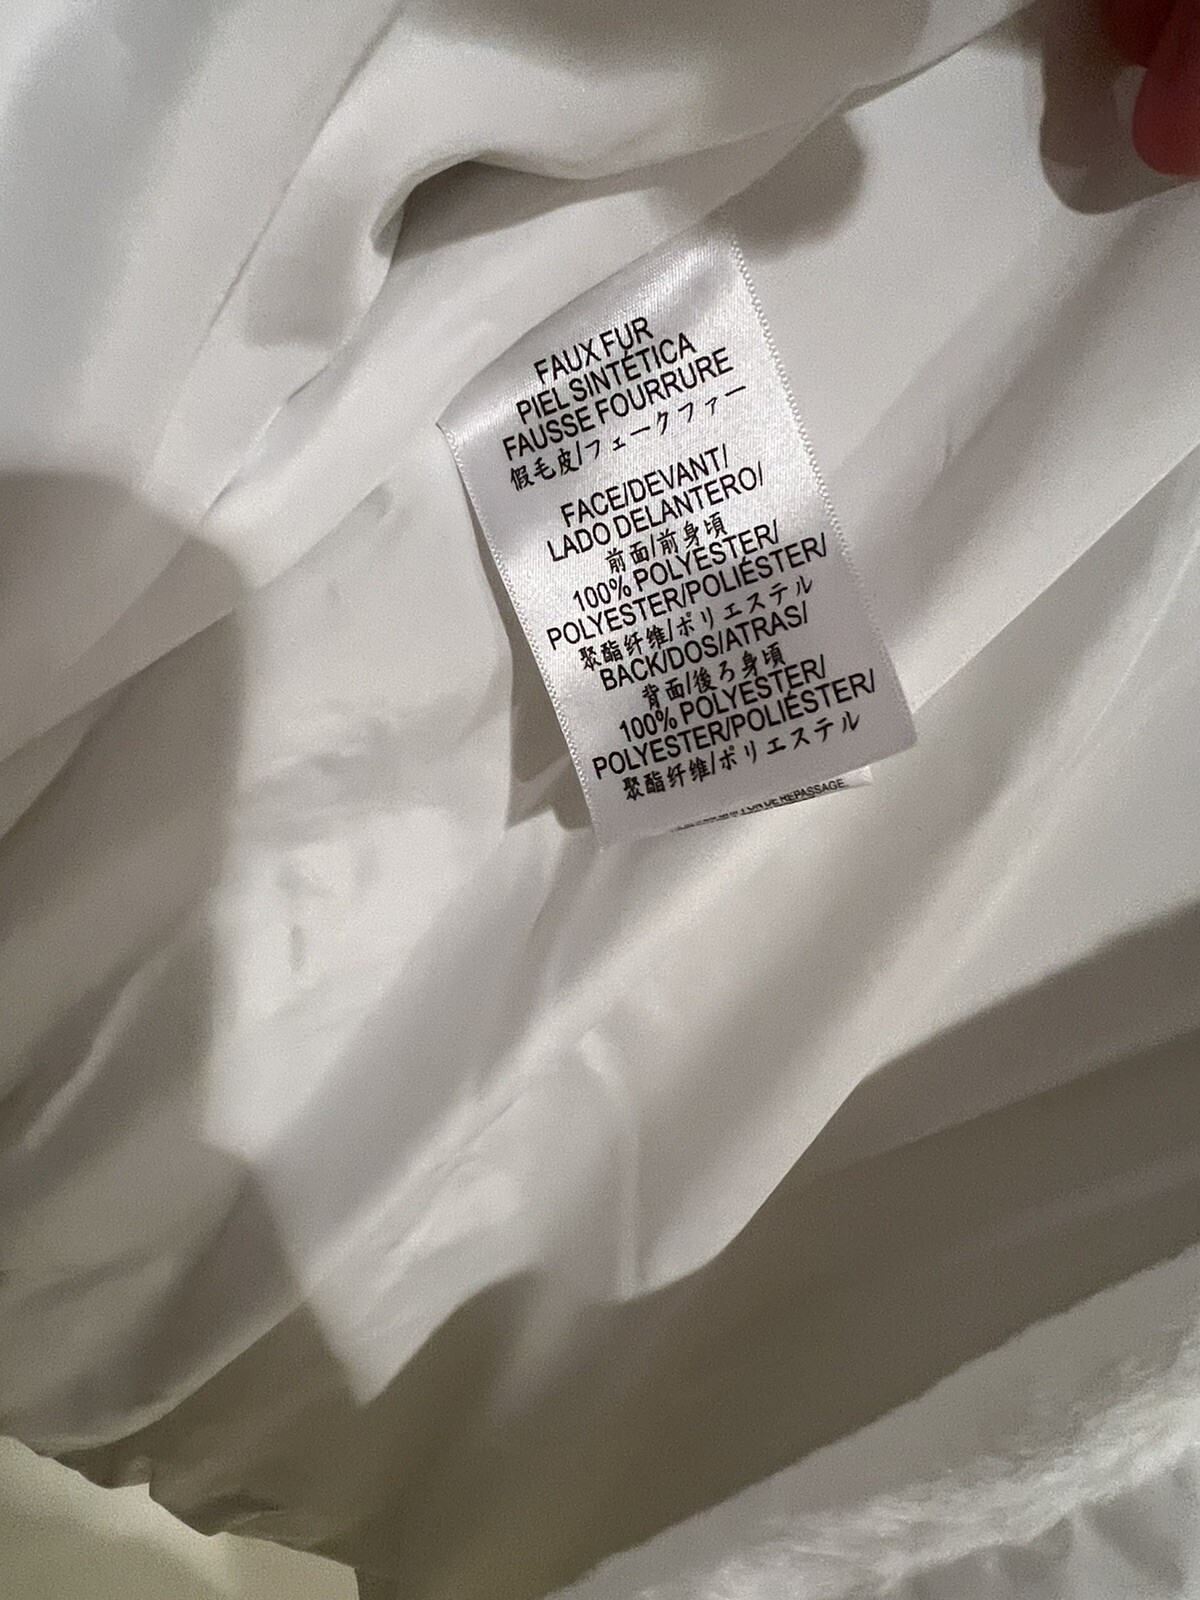 FAUX FUR
PIEL SINTÉTICA
FAUSSE FOURRURE
假毛皮/フェークファー
FACE/DEVANT/
LADO DELANTERO/
前面/前身頃
100% POLYESTER/
POLYESTER/POLIÉSTER/
聚酯纤维/ポリエステル
BACK/DOS/ATRAS/
背面/後ろ身頃
100% POLYESTER/
POLYESTER/POLIÉSTER/
聚酯纤维/ポリエステル
DE REPASSAGE